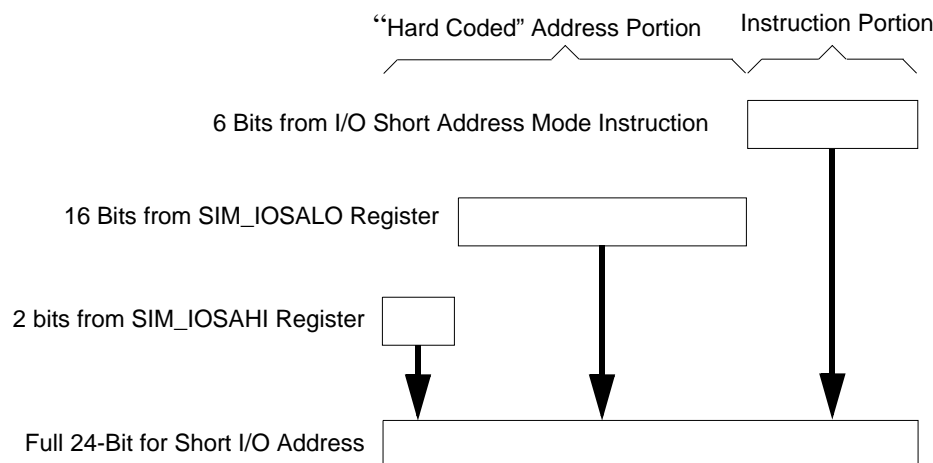 “Hard Coded” Address Portion
Instruction Portion
6 Bits from I/O Short Address Mode Instruction
16 Bits from SIM_IOSALO Register
2 bits from SIM_IOSAHI Register
Full 24-Bit for Short I/O Address